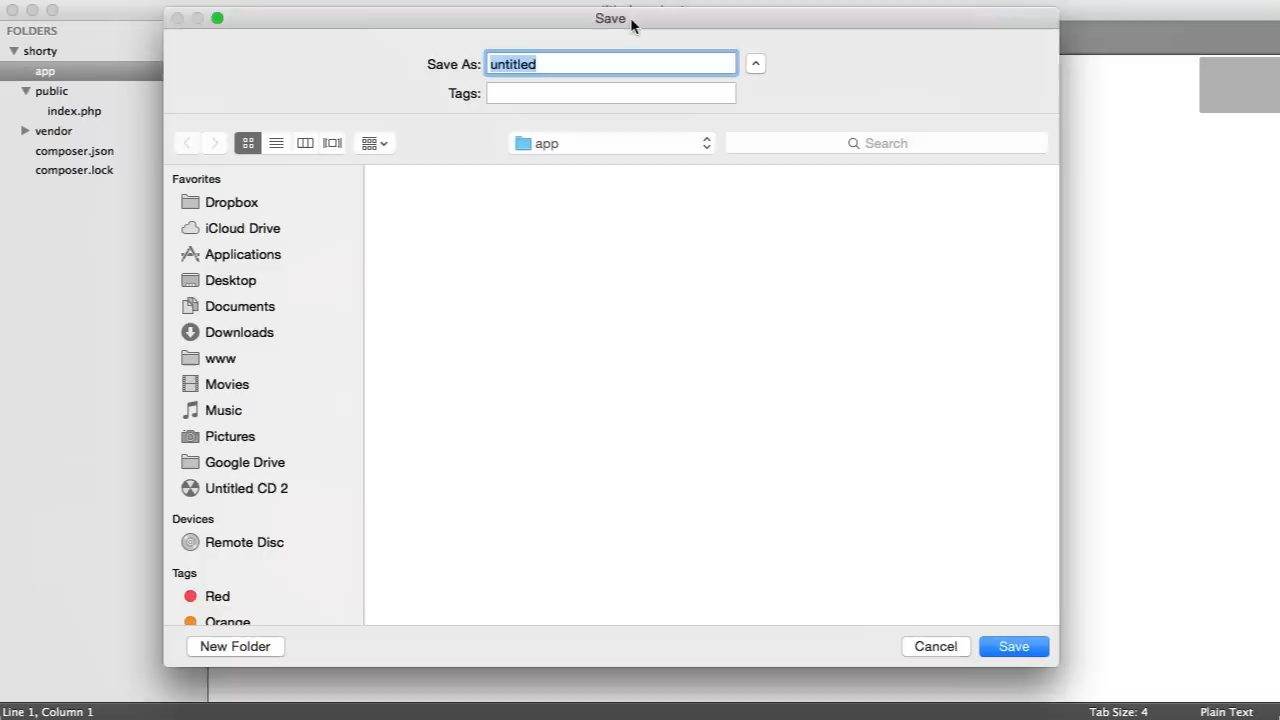 Save
FOLDERS
shorty
app
public
index.php
vendor
composer.json
composer.lock
Save As: untitled
Tags:
app
Search
Favorites
Dropbox
iCloud Drive
Applications
Desktop
Documents
Downloads
www
Movies
Music
Pictures
Google Drive
Untitled CD 2
Devices
Remote Disc
Tags
Red
Orange
New Folder
Cancel
Save
Line 1, Column 1
Tab Size: 4
Plain Text